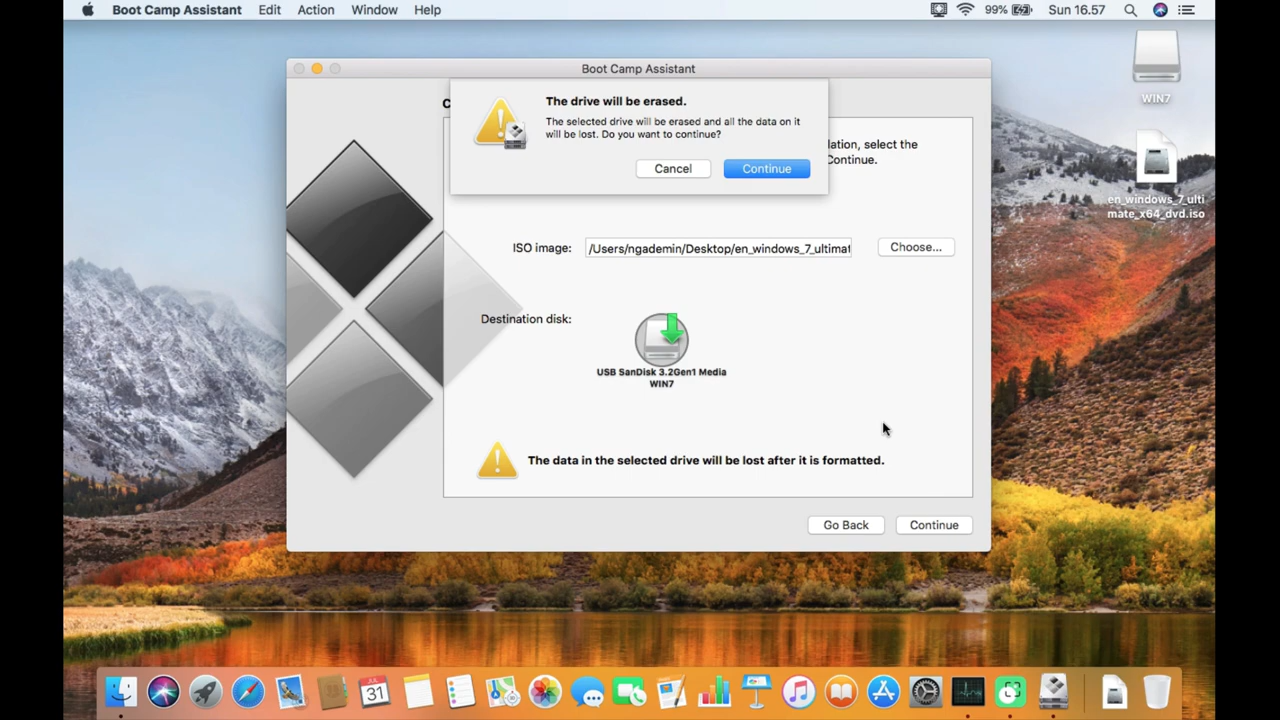 Boot Camp Assistant Edit Action Window Help 99% Sun 16.57
Boot Camp Assistant
The drive will be erased.
The selected drive will be erased and all the data on it
will be lost. Do you want to continue?
Cancel Continue
C
lation, select the
Continue.
ISO image: /Users/ngademin/Desktop/en_windows_7_ultimat Choose...
Destination disk:
USB SanDisk 3.2Gen1 Media
WIN7
The data in the selected drive will be lost after it is formatted.
Go Back Continue
WIN7
en_windows_7_ulti
mate_x64_dvd.iso
JUL
31